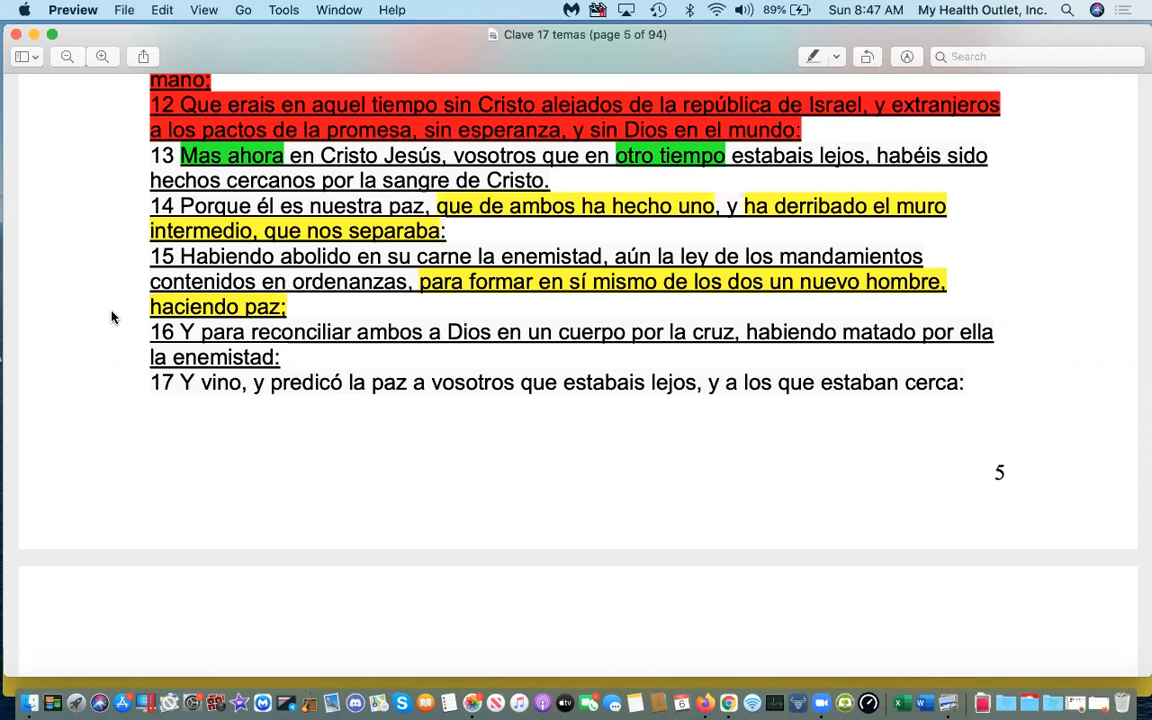 Preview File Edit View Go Tools Window Help 89% Sun 8:47 AM My Health Outlet, Inc.
Clave 17 temas (page 5 of 94)
Search
mano;
12 Que erais en aquel tiempo sin Cristo alejados de la república de Israel, y extranjeros
a los pactos de la promesa, sin esperanza, y sin Dios en el mundo:
13 Mas ahora en Cristo Jesús, vosotros que en otro tiempo estabais lejos, habéis sido
hechos cercanos por la sangre de Cristo.
14 Porque él es nuestra paz, que de ambos ha hecho uno, y ha derribado el muro
intermedio, que nos separaba:
15 Habiendo abolido en su carne la enemistad, aún la ley de los mandamientos
contenidos en ordenanzas, para formar en sí mismo de los dos un nuevo hombre,
haciendo paz;
16 Y para reconciliar ambos a Dios en un cuerpo por la cruz, habiendo matado por ella
la enemistad:
17 Y vino, y predicó la paz a vosotros que estabais lejos, y a los que estaban cerca:
5
6